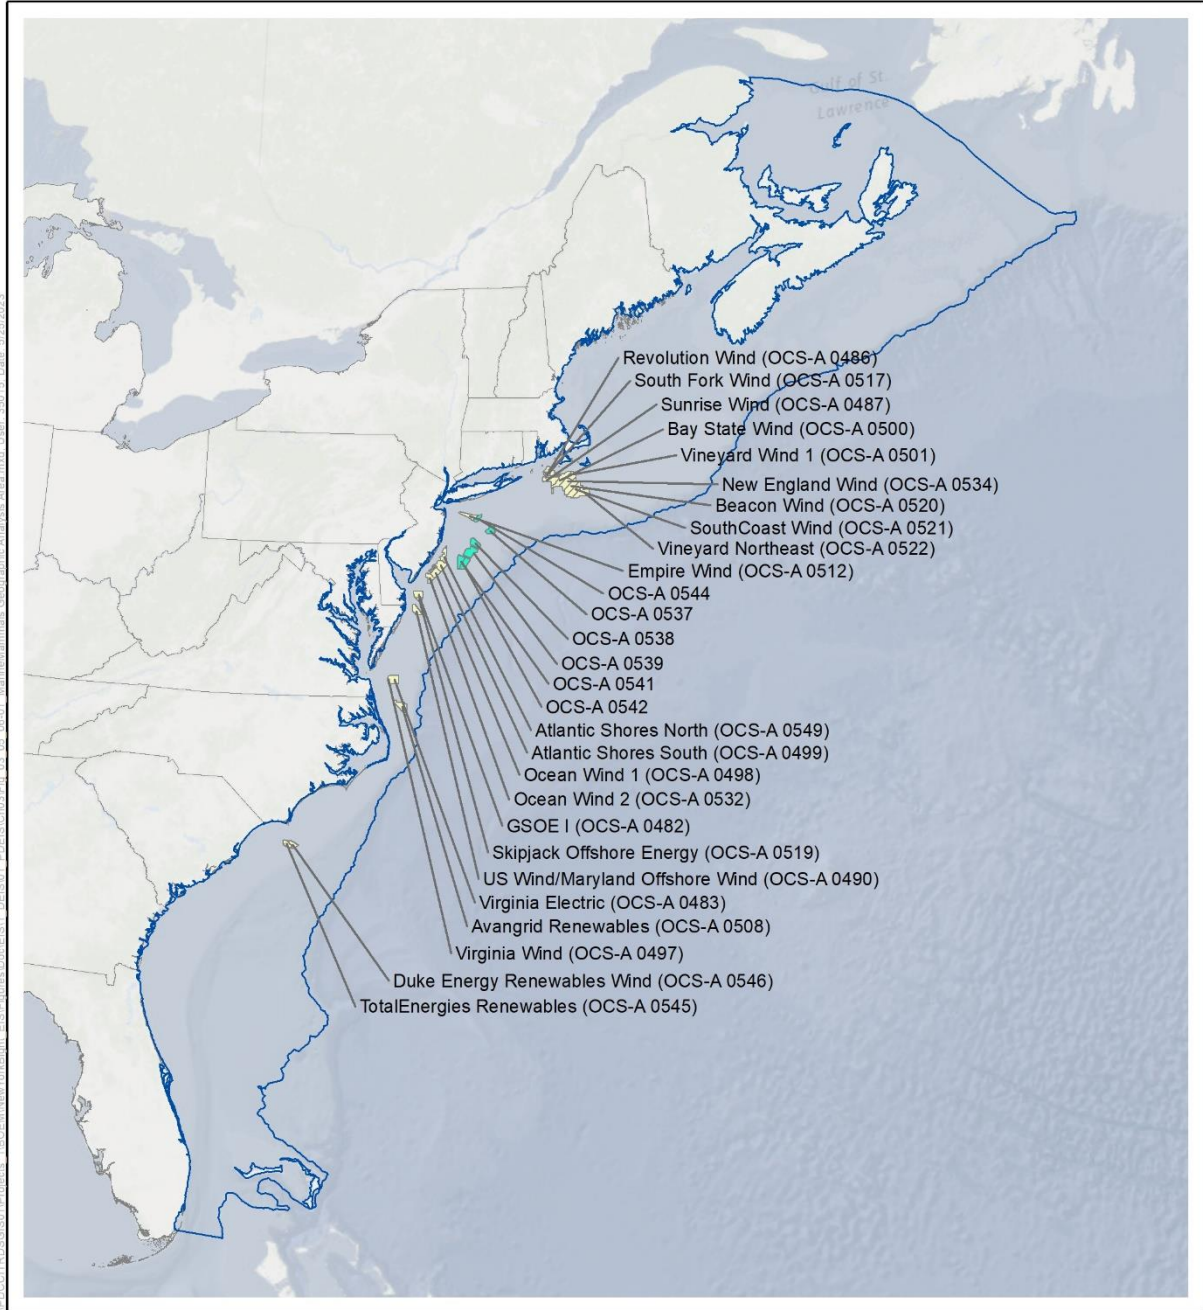 Gulf of St.
Lawrence
Revolution Wind (OCS-A 0486)
South Fork Wind (OCS-A 0517)
Sunrise Wind (OCS-A 0487)
Bay State Wind (OCS-A 0500)
Vineyard Wind 1 (OCS-A 0501)
New England Wind (OCS-A 0534)
Beacon Wind (OCS-A 0520)
SouthCoast Wind (OCS-A 0521)
Vineyard Northeast (OCS-A 0522)
Empire Wind (OCS-A 0512)
OCS-A 0544
OCS-A 0537
OCS-A 0538
OCS-A 0539
OCS-A 0541
OCS-A 0542
Atlantic Shores North (OCS-A 0549)
Atlantic Shores South (OCS-A 0499)
Ocean Wind 1 (OCS-A 0498)
Ocean Wind 2 (OCS-A 0532)
GSOE I (OCS-A 0482)
Skipjack Offshore Energy (OCS-A 0519)
US Wind/Maryland Offshore Wind (OCS-A 0490)
Virginia Electric (OCS-A 0483)
Avangrid Renewables (OCS-A 0508)
Virginia Wind (OCS-A 0497)
Duke Energy Renewables Wind (OCS-A 0546)
TotalEnergies Renewables (OCS-A 0545)